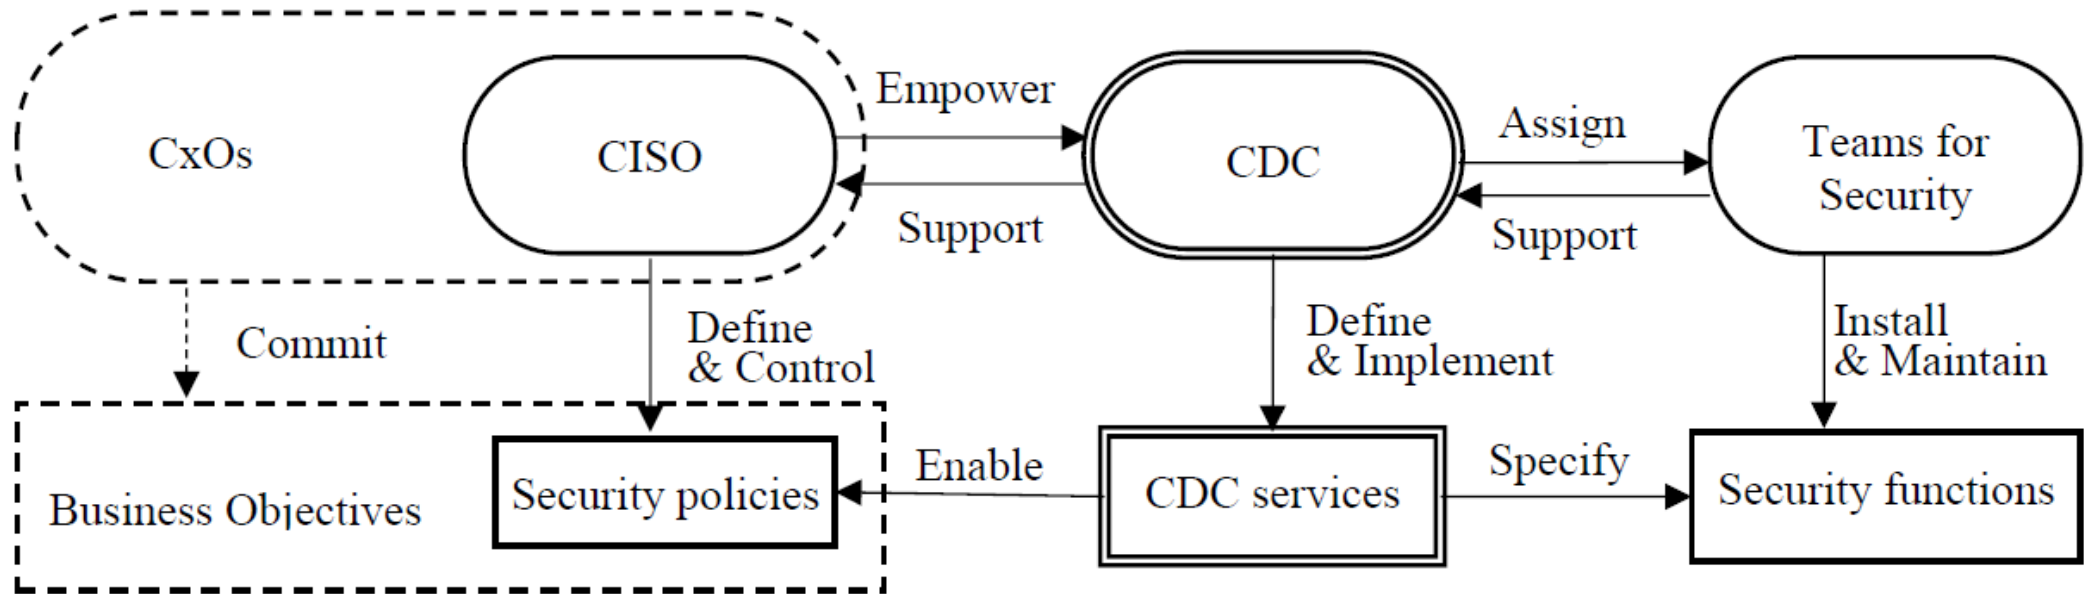 CxOs
CISO
Empower
Support
CDC
Assign
Support
Teams for
Security
Commit
Define
& Control
Define
& Implement
Install
& Maintain
Business Objectives
Security policies
Enable
CDC services
Specify
Security functions